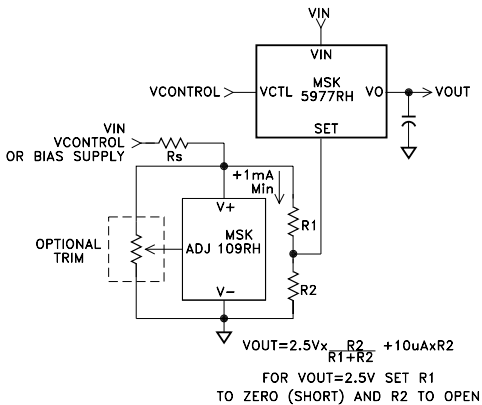 VIN
VIN
MSK
5977RH
VCONTROL
VCTL
VO
VOUT
SET
VIN
VCONTROL
OR BIAS SUPPLY
Rs
+1mA
Min
V+
R1
MSK
109RH
ADJ
OPTIONAL
TRIM
R2
V-
VOUT=2.5Vx R2 +10uAxR2
R1+R2
FOR VOUT=2.5V SET R1
TO ZERO (SHORT) AND R2 TO OPEN